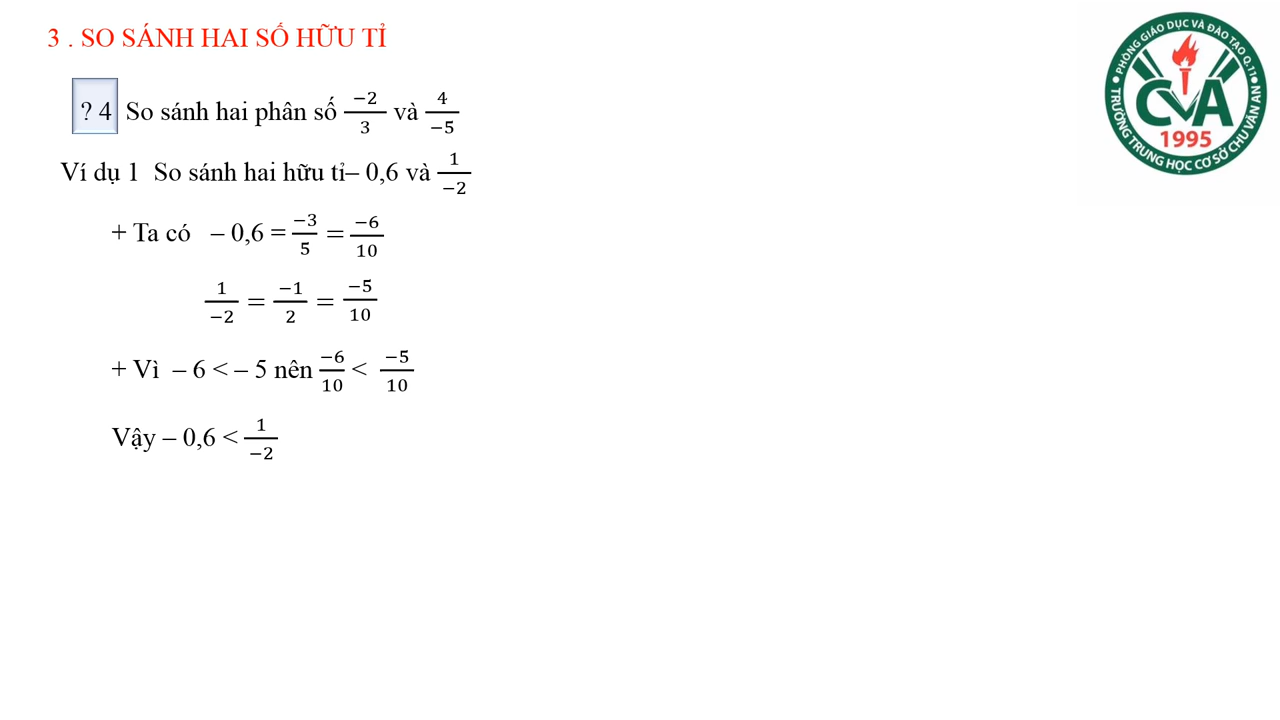 3 . SO SÁNH HAI SỐ HỮU TỈ
? 4 So sánh hai phân số −2/3 và 4/−5
Ví dụ 1 So sánh hai hữu tỉ– 0,6 và 1/−2
+ Ta có – 0,6 = −3/5 = −6/10
1/−2 = −1/2 = −5/10
+ Vì – 6 < – 5 nên −6/10 < −5/10
Vậy – 0,6 < 1/−2
PHÒNG GIÁO DỤC VÀ ĐÀO TẠO Q.11
CVA
1995
TRƯỜNG TRUNG HỌC CƠ SỞ CHU VĂN AN